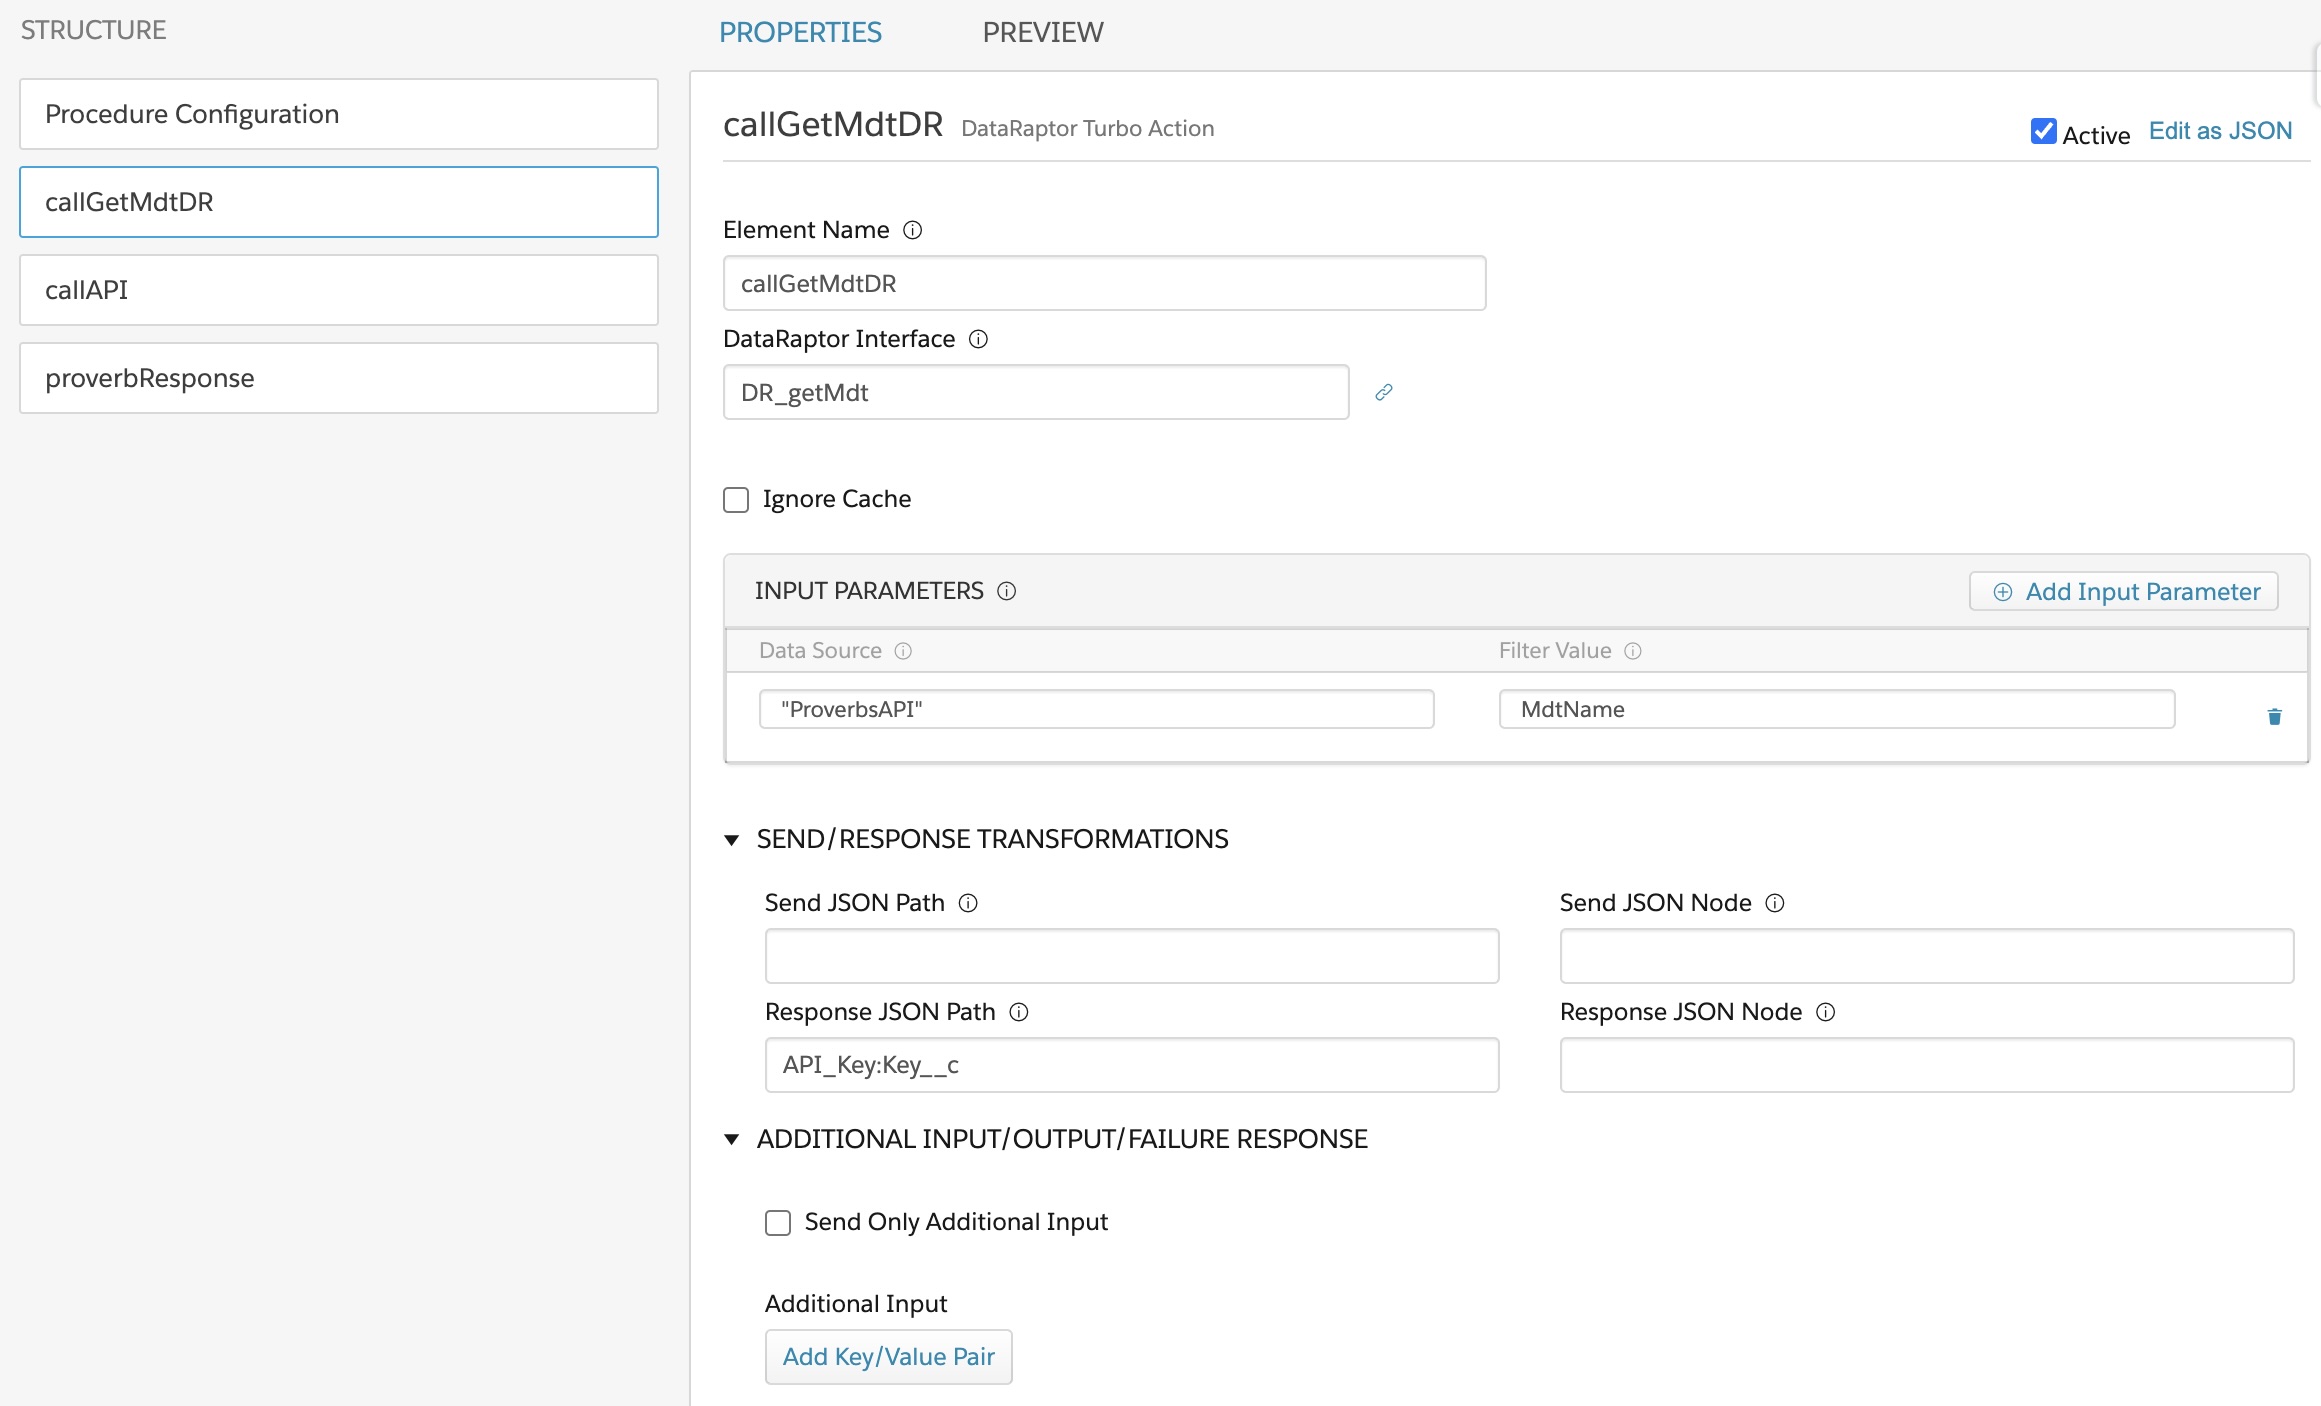 STRUCTURE
Procedure Configuration
callGetMdtDR
callAPI
proverbResponse
PROPERTIES PREVIEW
callGetMdtDR DataRaptor Turbo Action
Active Edit as JSON
Element Name
callGetMdtDR
DataRaptor Interface
DR_getMdt
Ignore Cache
INPUT PARAMETERS Add Input Parameter
Data Source Filter Value
"ProverbsAPI" MdtName
SEND/RESPONSE TRANSFORMATIONS
Send JSON Path Send JSON Node
Response JSON Path Response JSON Node
API_Key:Key__c
ADDITIONAL INPUT/OUTPUT/FAILURE RESPONSE
Send Only Additional Input
Additional Input
Add Key/Value Pair